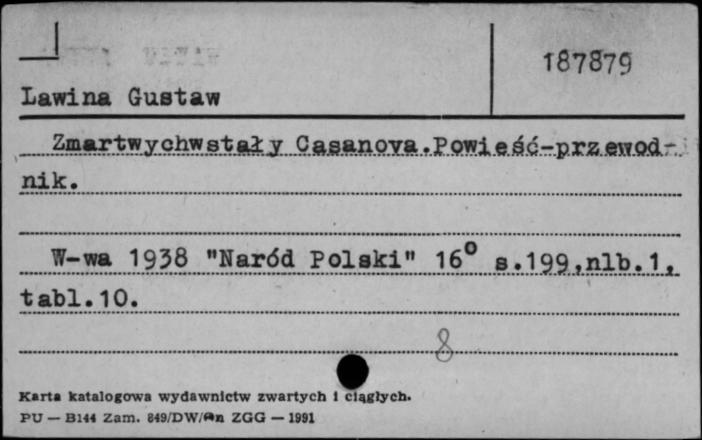 187879
Lawina Gustaw
Zmartwychwstały Casanova.Powieść-przewod-
nik.
W-wa 1938 "Naród Polski" 16° s.199,nlb.1,
tabl.10.
8
Karta katalogowa wydawnictw zwartych i ciągłych.
PU — B144 Zam. 849/DW/ ZGG — 1991